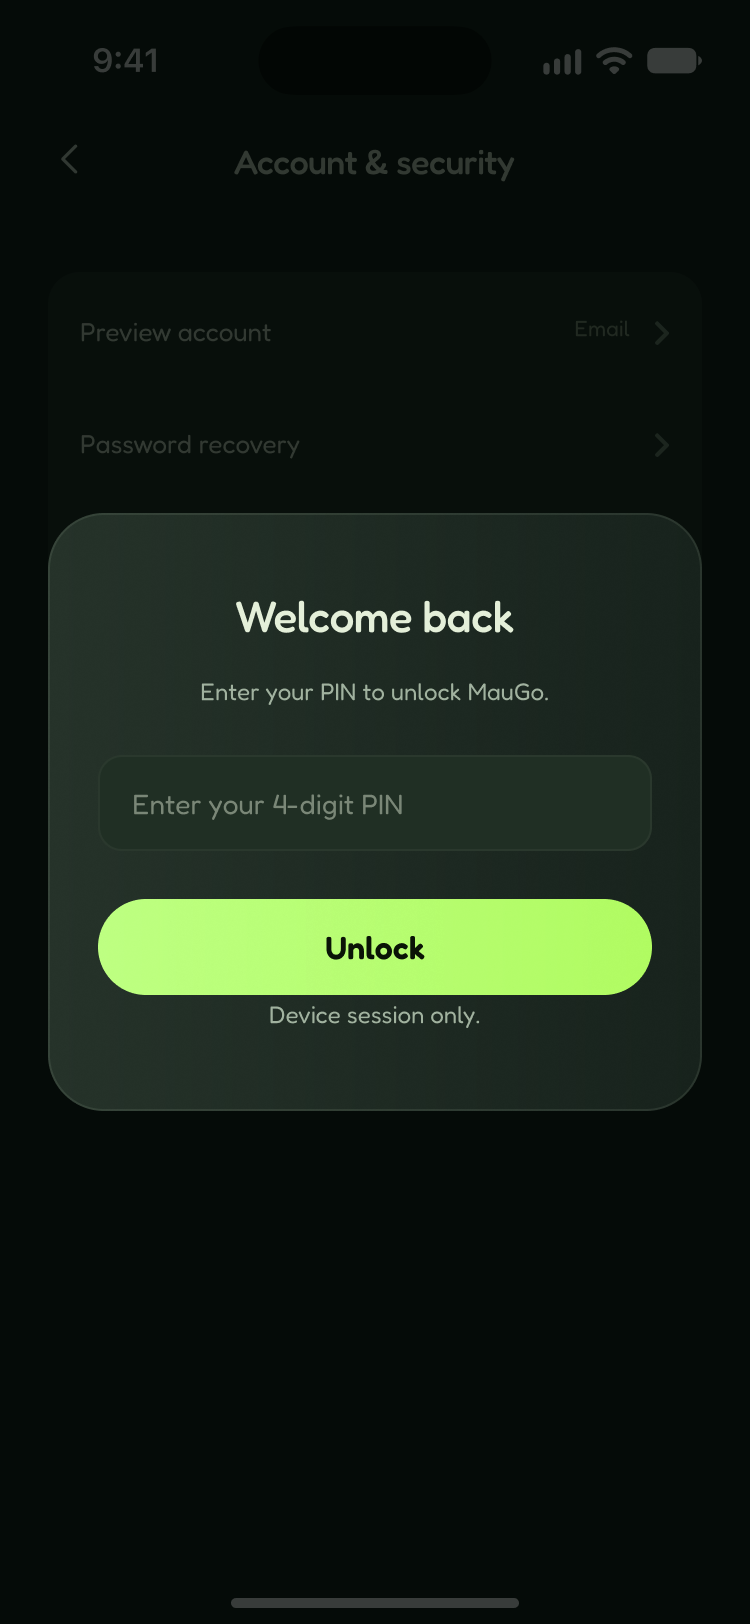 9:41
Account & security
Preview account
Email
Password recovery
Welcome back
Enter your PIN to unlock MauGo.
Enter your 4-digit PIN
Unlock
Device session only.